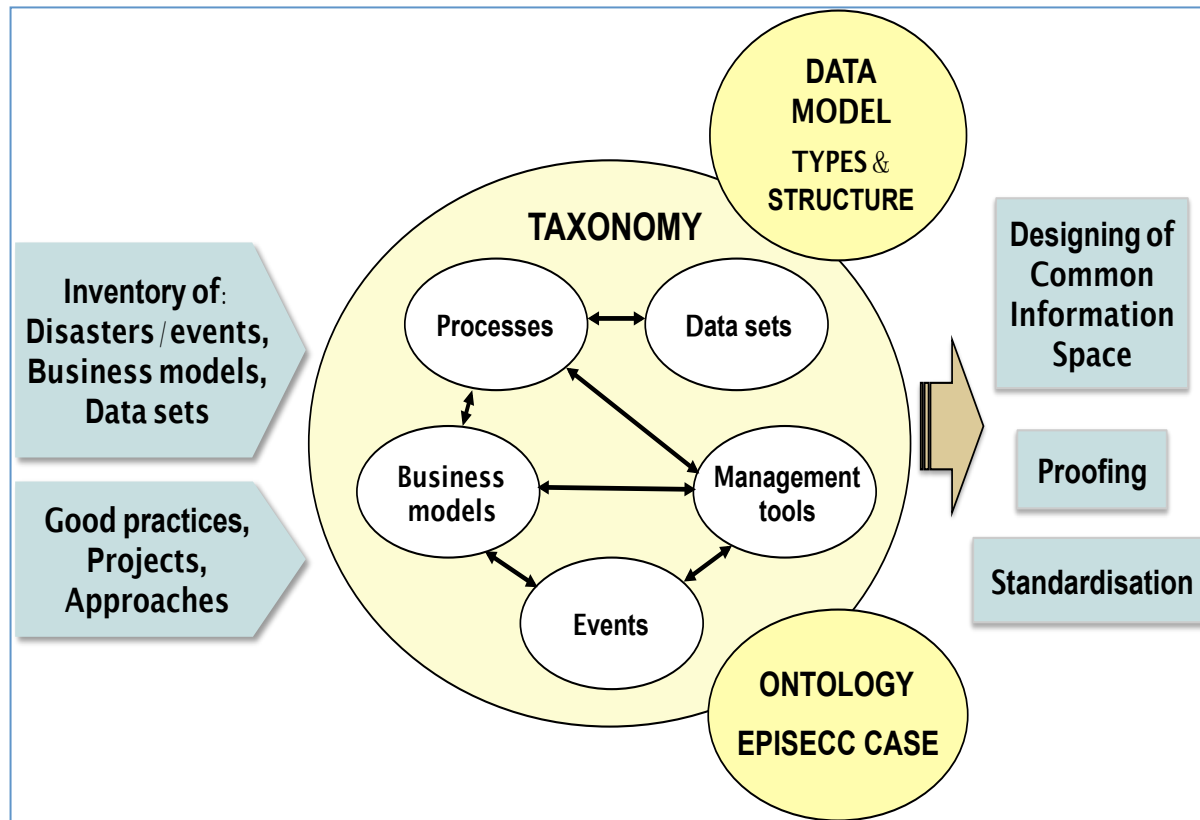 Inventory of:
Disasters / events,
Business models,
Data sets
Good practices,
Projects,
Approaches
DATA
MODEL
TYPES &
STRUCTURE
TAXONOMY
Processes
Data sets
Business
models
Management
tools
Events
ONTOLOGY
EPISECC CASE
Designing of
Common
Information
Space
Proofing
Standardisation